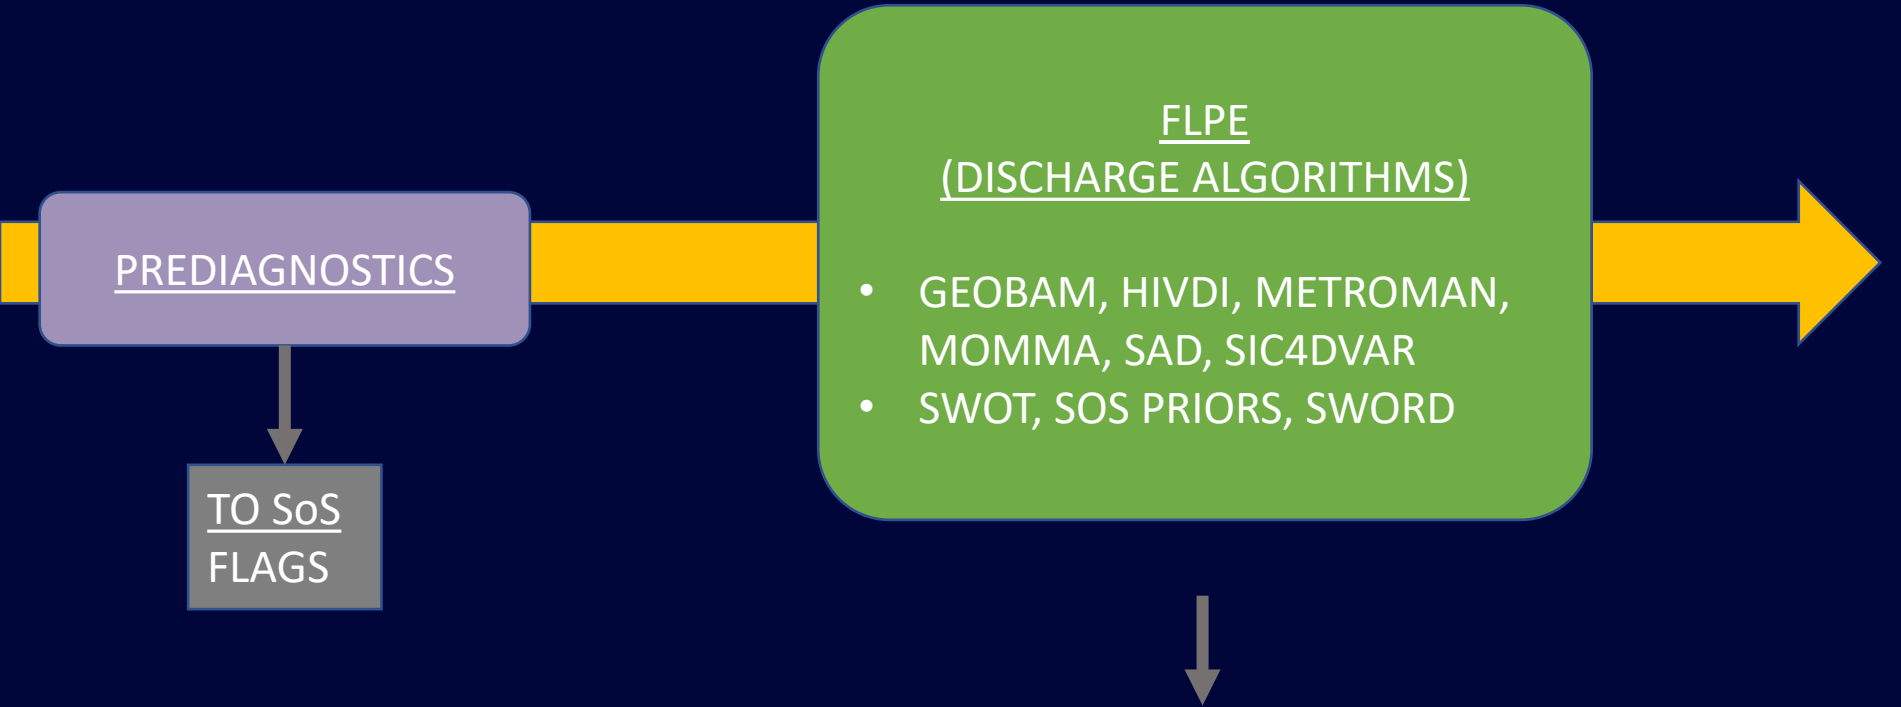 PREDIAGNOSTICS
TO SoS
FLAGS
FLPE
(DISCHARGE ALGORITHMS)
• GEOBAM, HIVDI, METROMAN,
MOMMA, SAD, SIC4DVAR
• SWOT, SOS PRIORS, SWORD